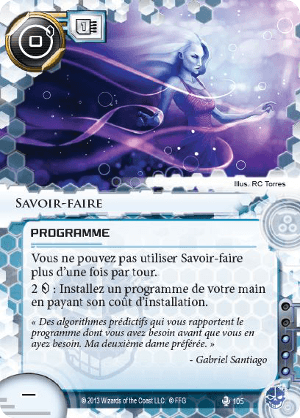 0
1
Illus. RC Torres
SAVOIR-FAIRE
PROGRAMME
Vous ne pouvez pas utiliser Savoir-faire
plus d'une fois par tour.
2 : Installez un programme de votre main
en payant son coût d'installation.
« Des algorithmes prédictifs qui vous rapportent le
programme dont vous avez besoin avant que vous en
ayez besoin. Ma deuxième dame préférée. »
- Gabriel Santiago
–
© 2013 Wizards of the Coast LLC. © FFG
105